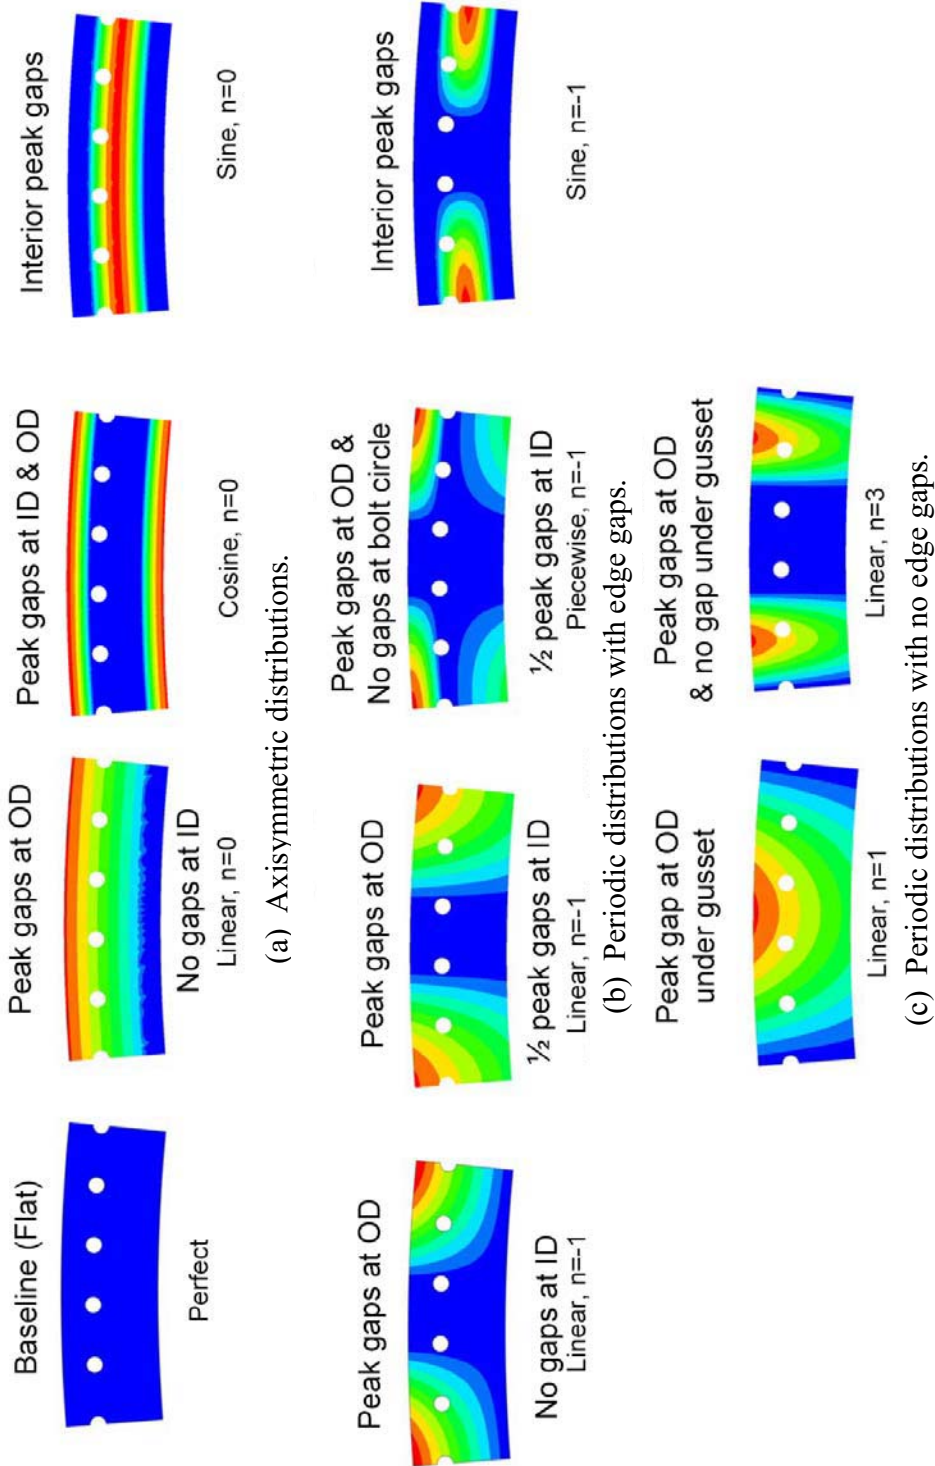 Baseline (Flat)
Perfect
Peak gaps at OD
No gaps at ID
Linear, n=0
Peak gaps at ID & OD
Cosine, n=0
Interior peak gaps
Sine, n=0
(a) Axisymmetric distributions.
Peak gaps at OD
No gaps at ID
Linear, n=-1
Peak gaps at OD
½ peak gaps at ID
Linear, n=-1
Peak gaps at OD &
No gaps at bolt circle
½ peak gaps at ID
Piecewise, n=-1
Interior peak gaps
Sine, n=-1
(b) Periodic distributions with edge gaps.
Peak gap at OD
under gusset
Linear, n=1
Peak gaps at OD
& no gap under gusset
Linear, n=3
(c) Periodic distributions with no edge gaps.